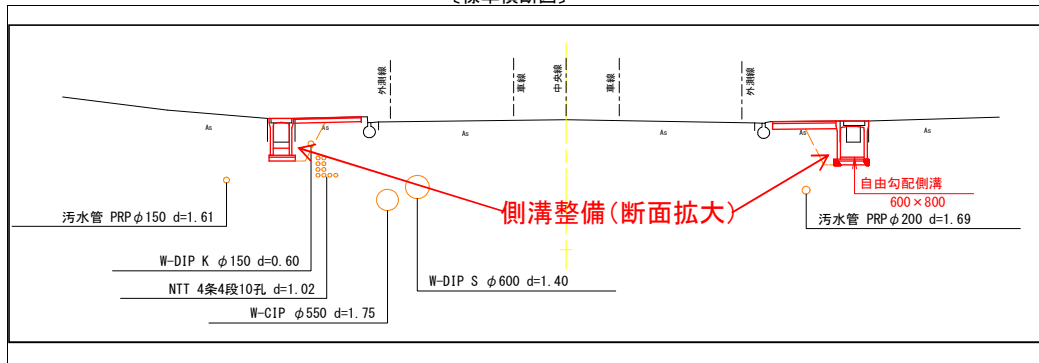 外測線
車線
中央線
車線
外測線
As
As
As
As
As
As
自由勾配側溝
600×800
側溝整備(断面拡大)
汚水管 PRPφ150 d=1.61
汚水管 PRPφ200 d=1.69
W-DIP K φ150 d=0.60
W-DIP S φ600 d=1.40
NTT 4条4段10孔 d=1.02
W-CIP φ550 d=1.75